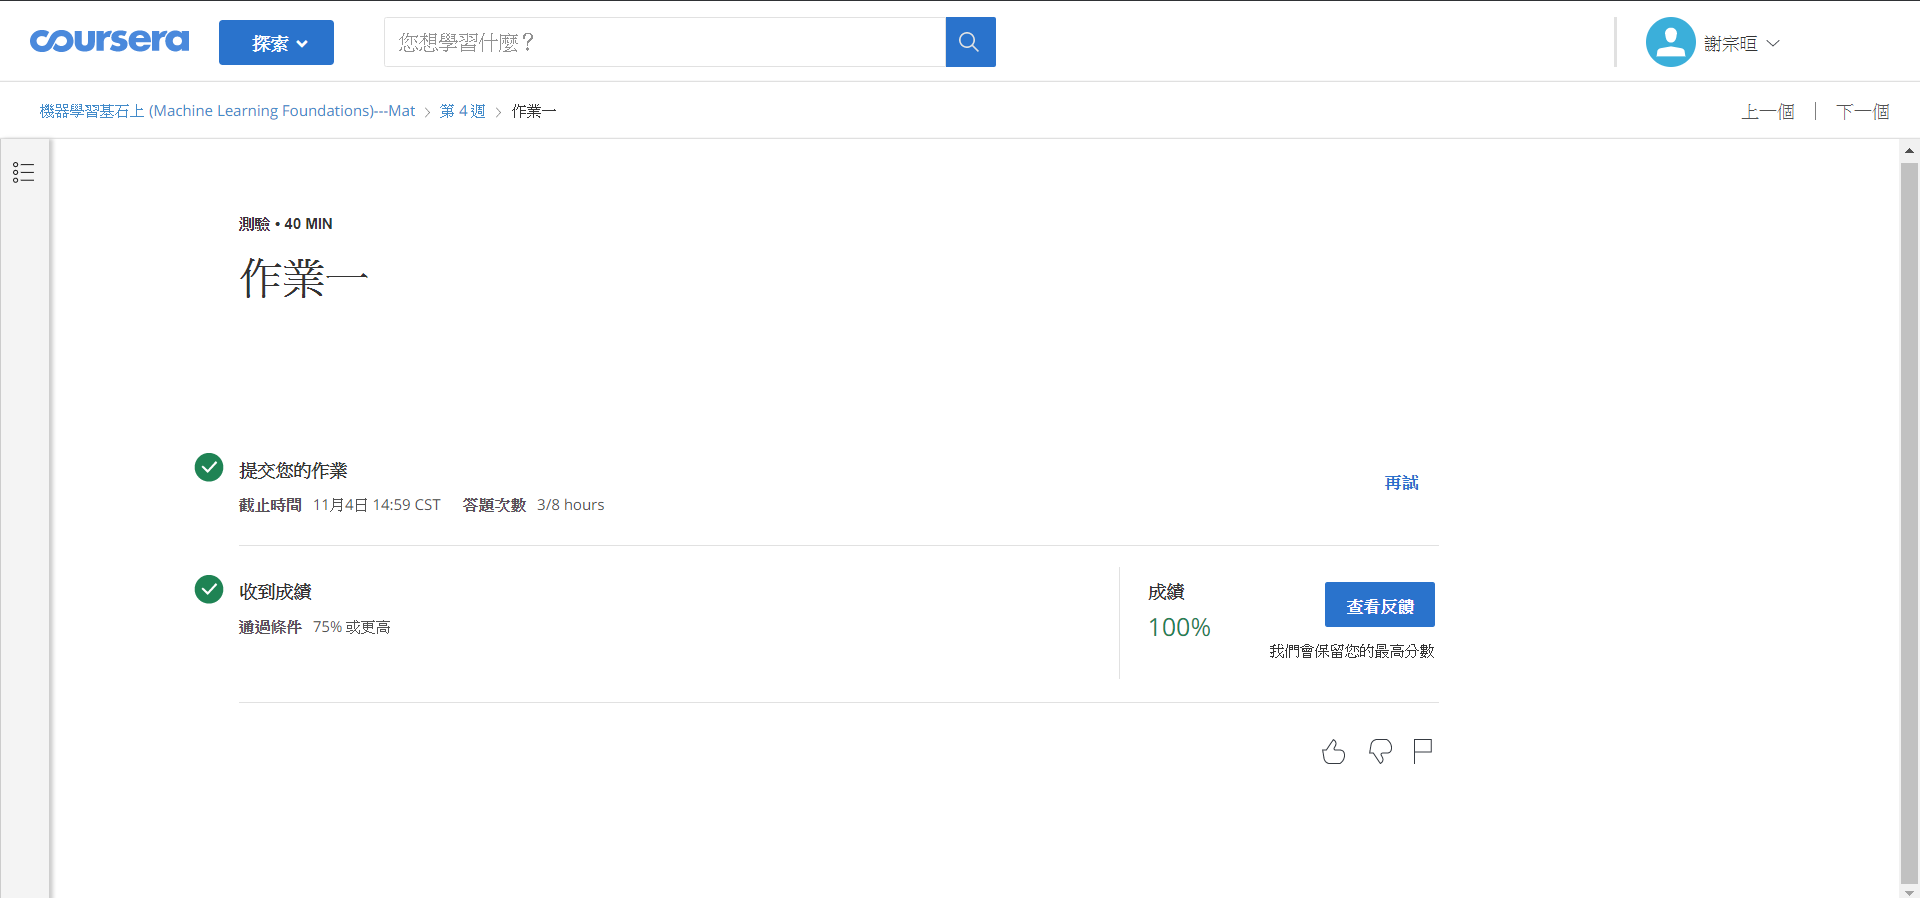 coursera
探索
您想學習什麼？
謝宗晅
機器學習基石上 (Machine Learning Foundations)---Mat
第 4 週
作業一
上一個
下一個
測驗 • 40 MIN
作業一
提交您的作業
再試
截止時間 11月4日 14:59 CST 答題次數 3/8 hours
收到成績
成績
查看反饋
通過條件 75% 或更高
100%
我們會保留您的最高分數